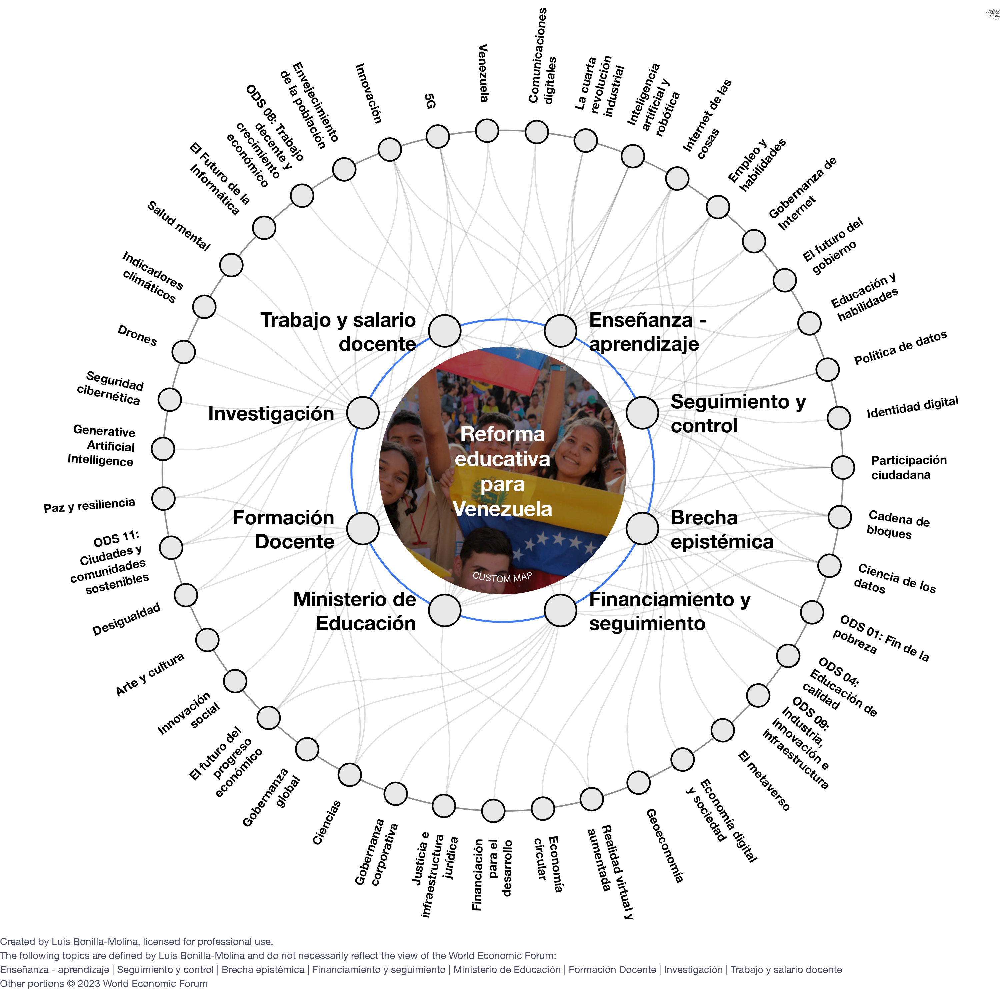 WORLD
ECONOMIC
FORUM
Venezuela
Comunicaciones
digitales
La cuarta
revolución
industrial
Inteligencia
artificial y
robótica
Internet de las
cosas
Empleo y
habilidades
Gobernanza de
Internet
El futuro del
gobierno
Educación y
habilidades
Política de datos
Identidad digital
Participación
ciudadana
Cadena de
bloques
Ciencia de los
datos
ODS 01: Fin de la
pobreza
ODS 04:
Educación de
calidad
ODS 09:
Industria,
innovación e
infraestructura
El metaverso
Economía digital
y sociedad
Geoeconomía
Realidad virtual y
aumentada
Economía
circular
Financiación
para el
desarrollo
Justicia e
infraestructura
jurídica
Gobernanza
corporativa
Ciencias
Gobernanza
global
El futuro del
progreso
económico
Innovación
social
Arte y cultura
Desigualdad
ODS 11:
Ciudades y
comunidades
sostenibles
Paz y resiliencia
Generative
Artificial
Intelligence
Seguridad
cibernética
Drones
Indicadores
climáticos
Salud mental
El Futuro de la
Informática
ODS 08: Trabajo
decente y
crecimiento
económico
Envejecimiento
de la población
Innovación
5G
Enseñanza -
aprendizaje
Seguimiento y
control
Brecha
epistémica
Financiamiento y
seguimiento
Ministerio de
Educación
Formación
Docente
Investigación
Trabajo y salario
docente
Reforma
educativa
para
Venezuela
CUSTOM MAP
Created by Luis Bonilla-Molina, licensed for professional use.
The following topics are defined by Luis Bonilla-Molina and do not necessarily reflect the view of the World Economic Forum:
Enseñanza - aprendizaje | Seguimiento y control | Brecha epistémica | Financiamiento y seguimiento | Ministerio de Educación | Formación Docente | Investigación | Trabajo y salario docente
Other portions © 2023 World Economic Forum